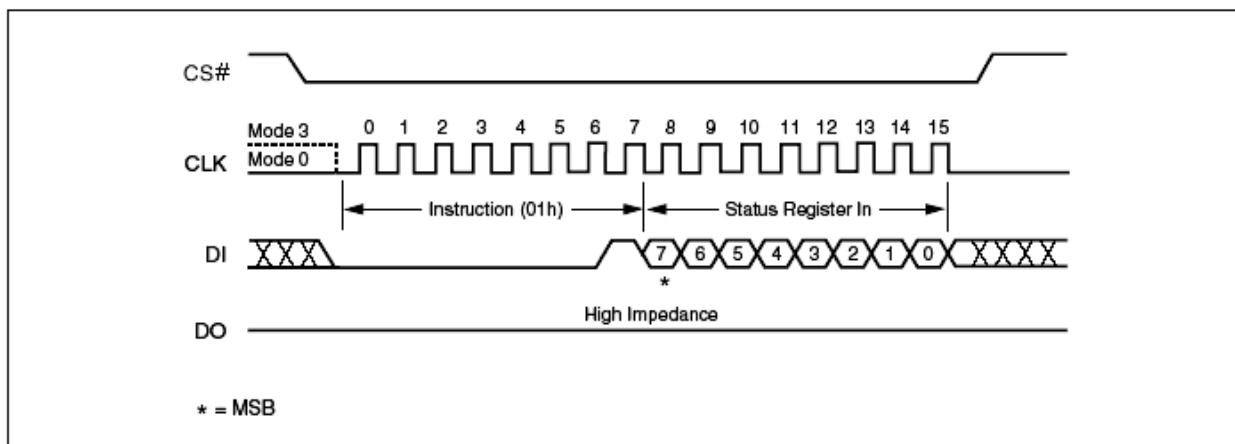 CS#
Mode 3 0 1 2 3 4 5 6 7 8 9 10 11 12 13 14 15
CLK Mode 0
Instruction (01h) Status Register In
DI 7 6 5 4 3 2 1 0
*
High Impedance
DO
* = MSB